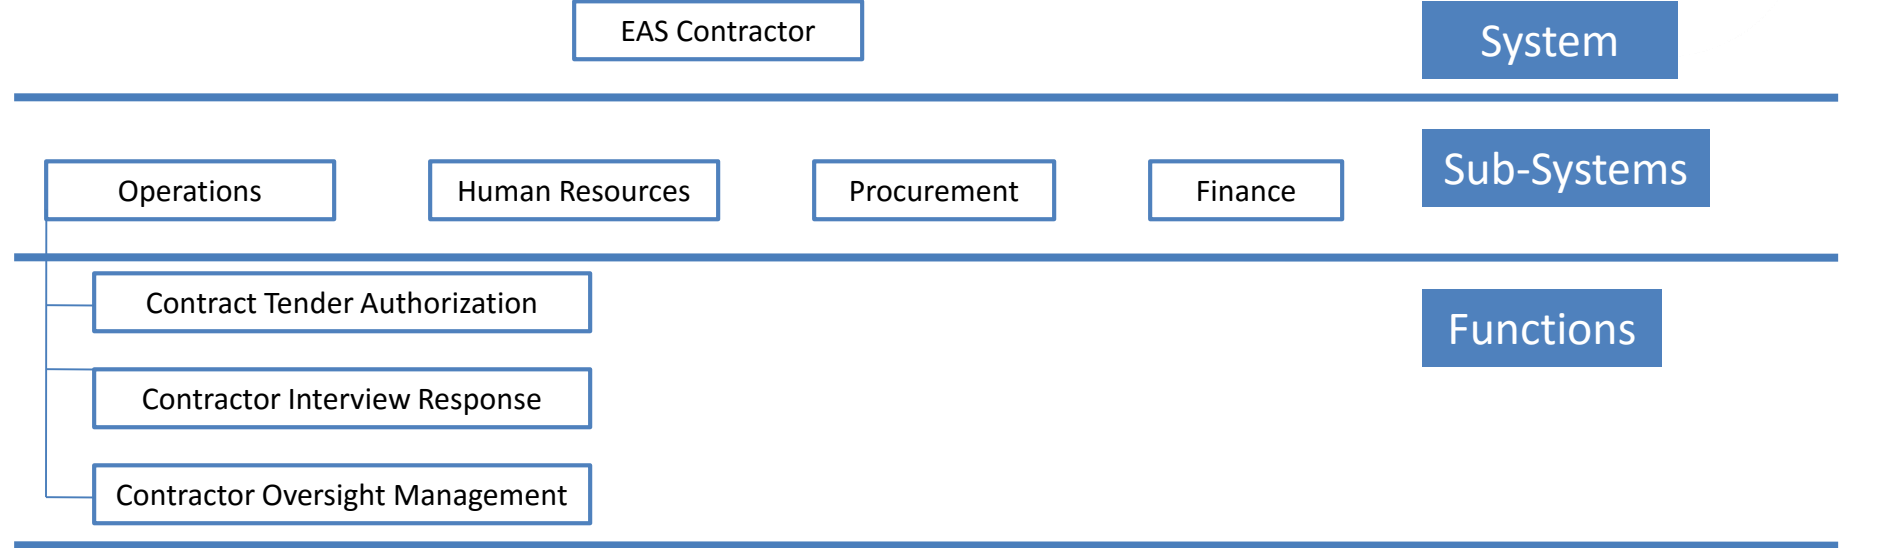 EAS Contractor
System
Operations
Human Resources
Procurement
Finance
Sub-Systems
Contract Tender Authorization
Functions
Contractor Interview Response
Contractor Oversight Management